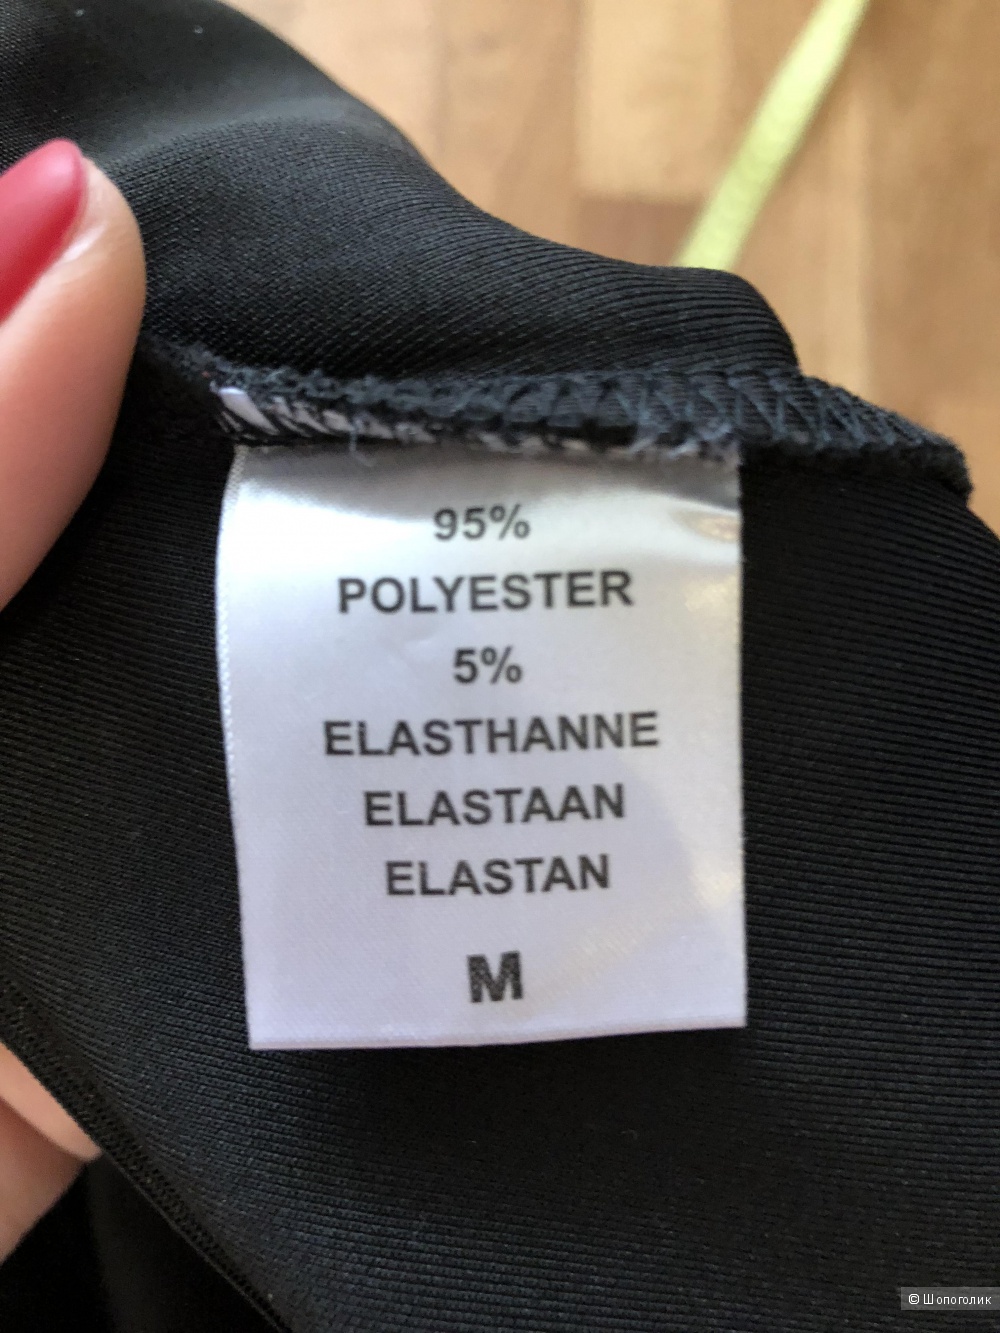 95%
POLYESTER
5%
ELASTHANNE
ELASTAAN
ELASTAN
M
© Шопоголик